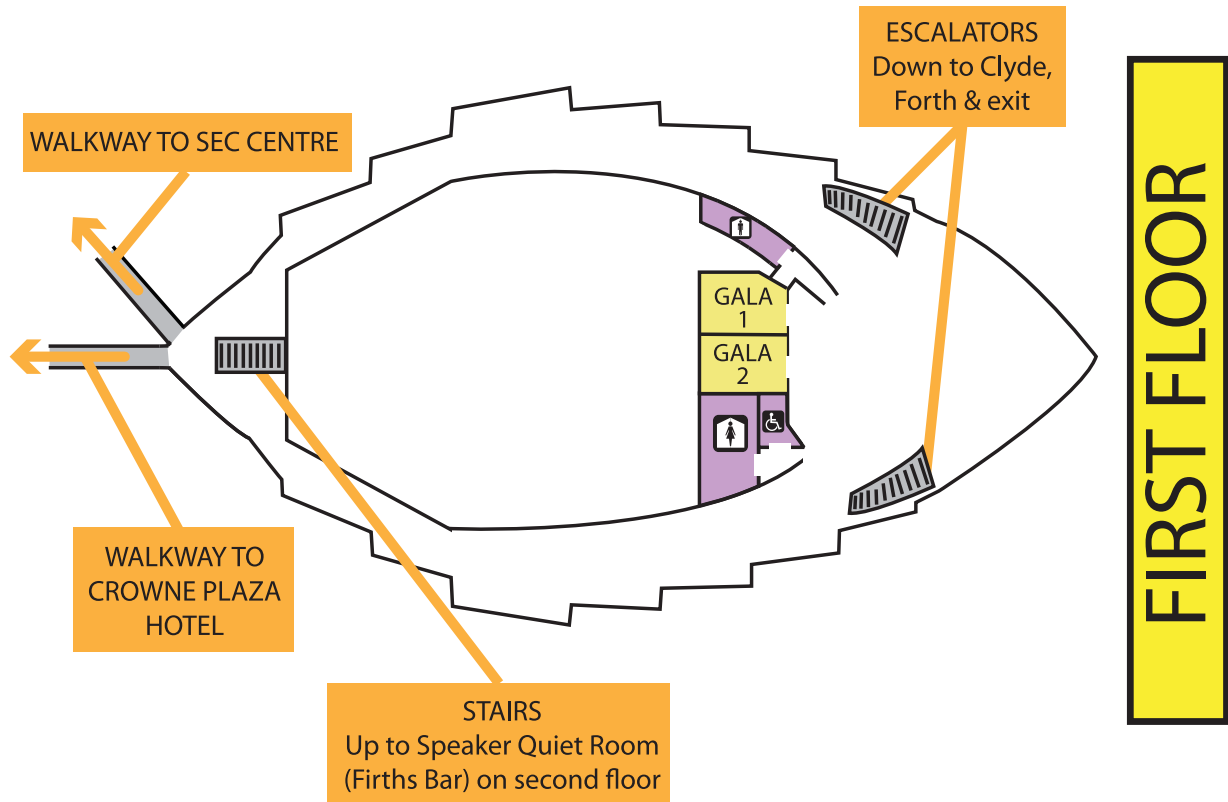 ESCALATORS
Down to Clyde,
Forth & exit
WALKWAY TO SEC CENTRE
GALA
1
GALA
2
WALKWAY TO
CROWNE PLAZA
HOTEL
STAIRS
Up to Speaker Quiet Room
(Firths Bar) on second floor
FIRST FLOOR